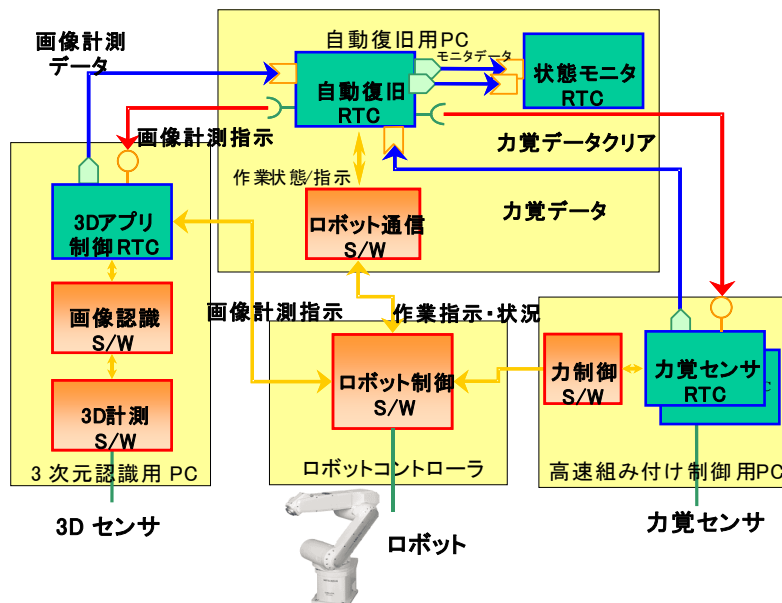 画像計測
データ
自動復旧用PC
モニタデータ
自動復旧
RTC
状態モニタ
RTC
画像計測指示
力覚データクリア
作業状態/指示
力覚データ
3Dアプリ
制御RTC
ロボット通信
S/W
画像認識
S/W
画像計測指示
作業指示・状況
ロボット制御
S/W
力制御
S/W
力覚センサ
RTC
C
3D計測
S/W
3次元認識用 PC
ロボットコントローラ
高速組み付け制御用PC
3D センサ
ロボット
力覚センサ